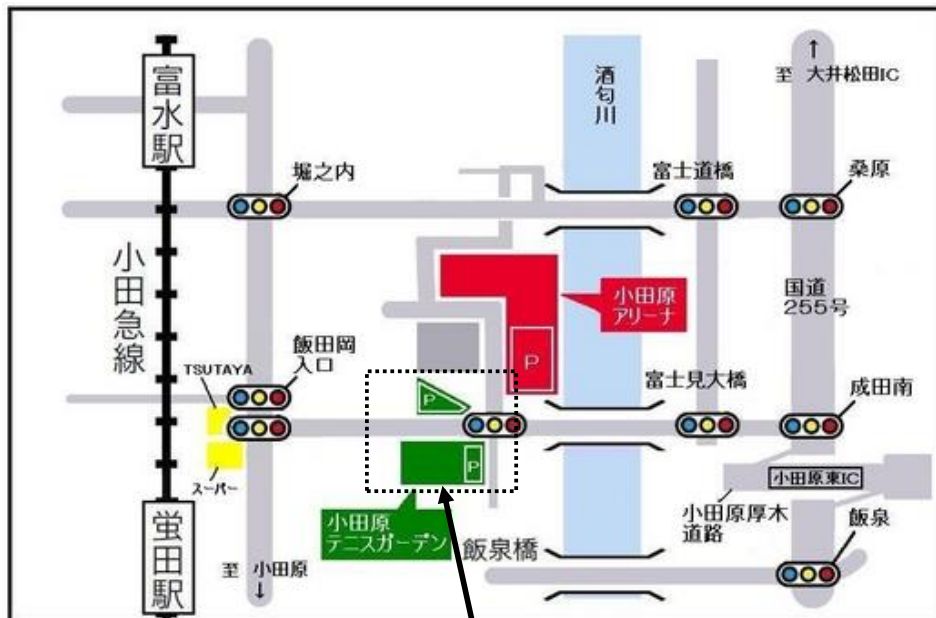 富水駅
酒匂川
↑
至 大井松田IC
堀之内
富士道橋
桑原
小田急線
小田原
アリーナ
P
国道
255号
飯田岡
入口
TSUTAYA
富士見大橋
成田南
P
スーパー
P
小田原東IC
小田原
テニスガーデン
小田原厚木
道路
飯泉
飯泉橋
蛍田駅
至 小田原
↓